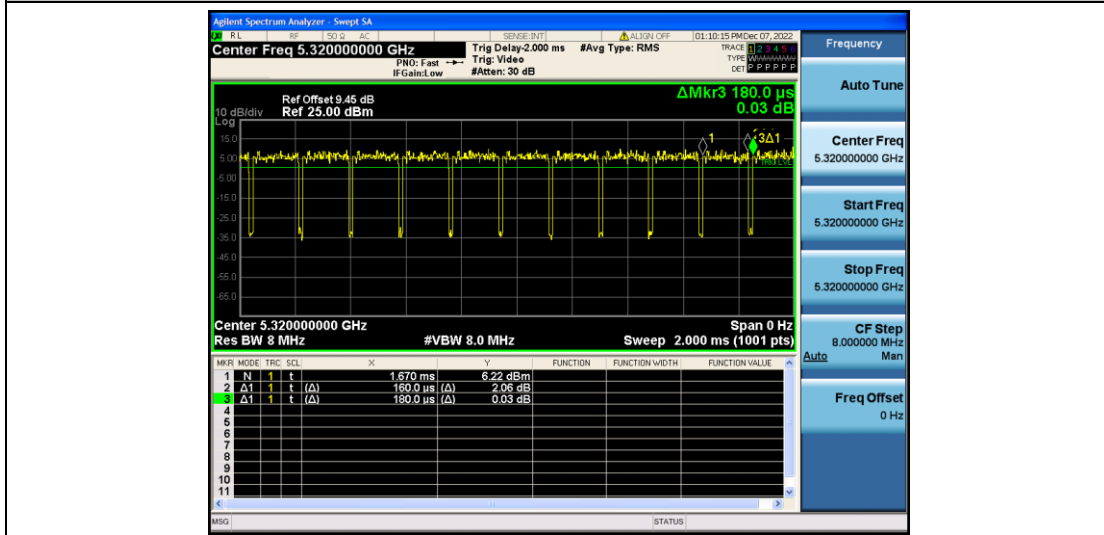 Agilent Spectrum Analyzer - Swept SA
RL RF 50 Ω AC SENSE:INT ALIGN OFF 01:10:15 PM Dec 07, 2022
Center Freq 5.320000000 GHz
Trig Delay-2.000 ms #Avg Type: RMS
TRACE 1 2 3 4 5 6
PNO: Fast Trig: Video
TYPE WWWWWW
IFGain:Low #Atten: 30 dB
DET P P P P P P
Frequency
ΔMkr3 180.0 µs
0.03 dB
Ref Offset 9.45 dB
10 dB/div Ref 25.00 dBm
Log
15.0
5.00
-5.00
-15.0
-25.0
-35.0
-45.0
-55.0
-65.0
1
3Δ1
TRIG LVL
Center 5.320000000 GHz Span 0 Hz
Res BW 8 MHz #VBW 8.0 MHz Sweep 2.000 ms (1001 pts)
MKR MODE TRC SCL X Y FUNCTION FUNCTION WIDTH FUNCTION VALUE
1 N 1 t 1.670 ms 6.22 dBm
2 Δ1 1 t (Δ) 160.0 µs (Δ) 2.06 dB
3 Δ1 1 t (Δ) 180.0 µs (Δ) 0.03 dB
4
5
6
7
8
9
10
11
MSG STATUS
Auto Tune
Center Freq
5.320000000 GHz
Start Freq
5.320000000 GHz
Stop Freq
5.320000000 GHz
CF Step
8.000000 MHz
Auto Man
Freq Offset
0 Hz